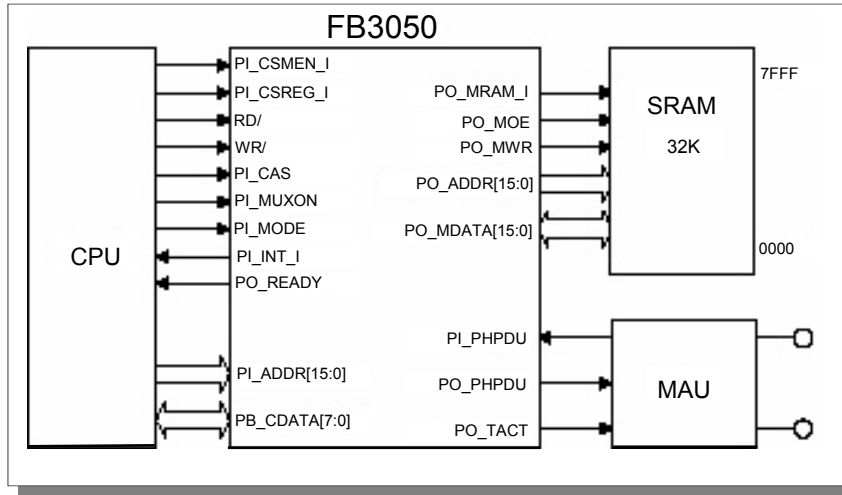 FB3050
CPU
PI_CSMEN_I
PI_CSREG_I
RD/
WR/
PI_CAS
PI_MUXON
PI_MODE
PI_INT_I
PO_READY
PI_ADDR[15:0]
PB_CDATA[7:0]
PO_MRAM_I
PO_MOE
PO_MWR
PO_ADDR[15:0]
PO_MDATA[15:0]
PI_PHPDU
PO_PHPDU
PO_TACT
SRAM
32K
7FFF
0000
MAU